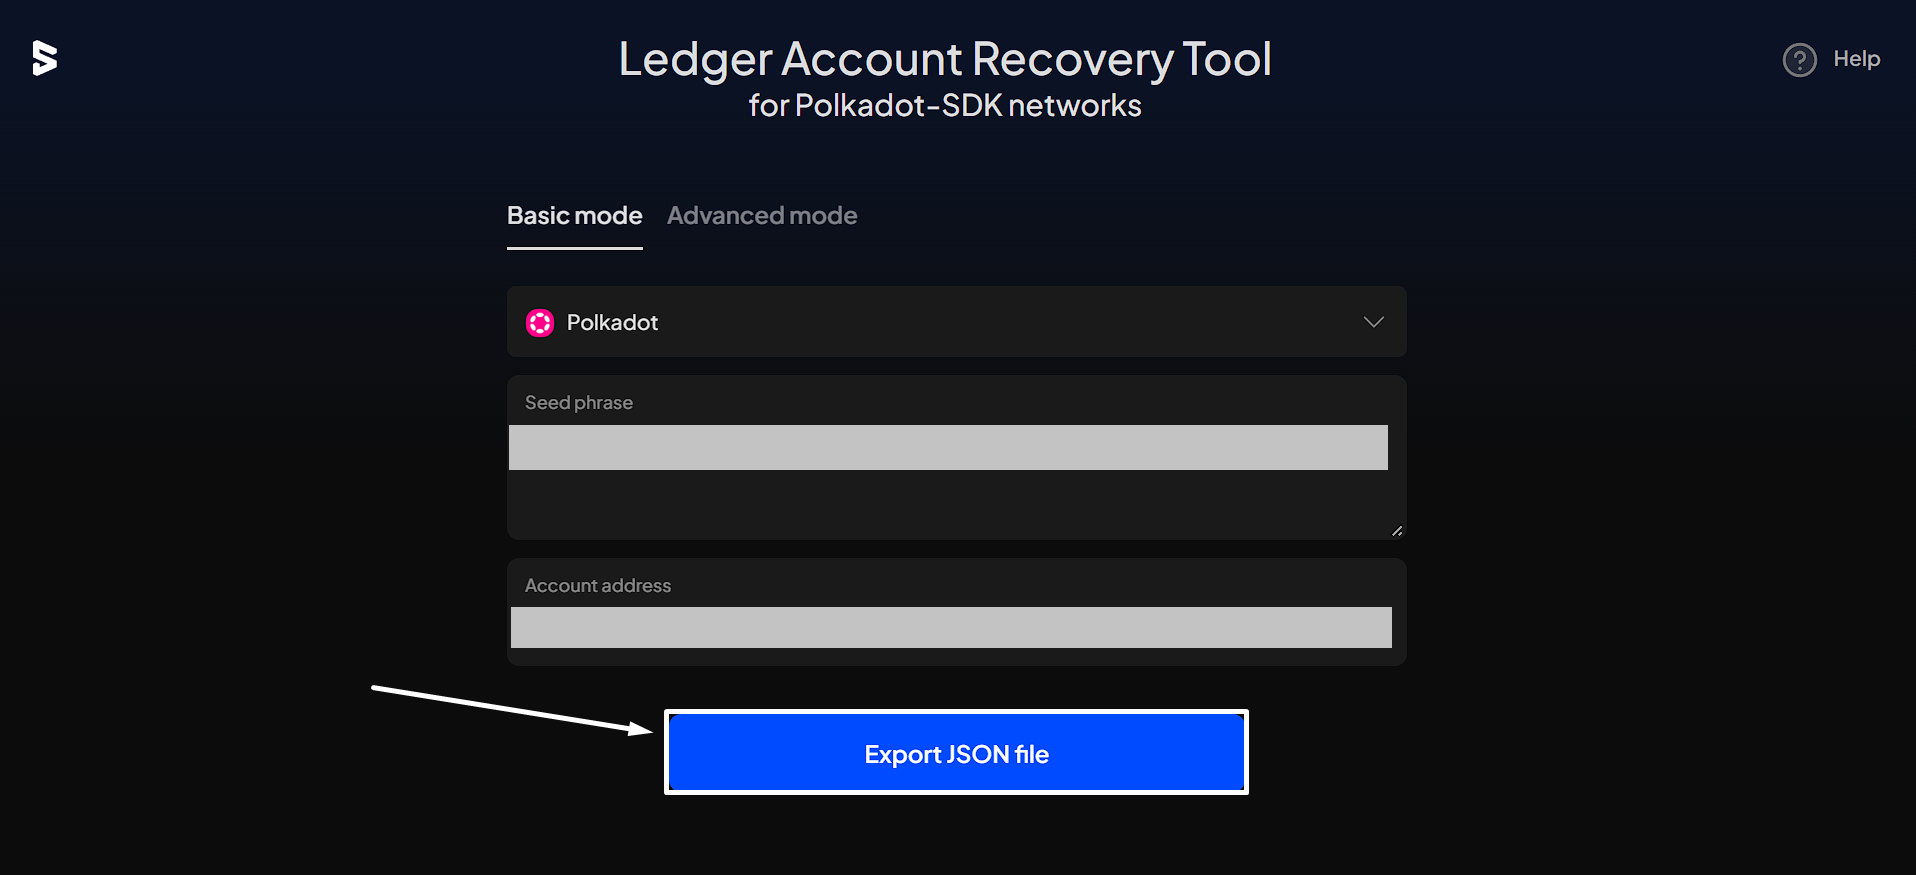 Ledger Account Recovery Tool
for Polkadot-SDK networks
Help
Basic mode
Advanced mode
Polkadot
Seed phrase
Account address
Export JSON file